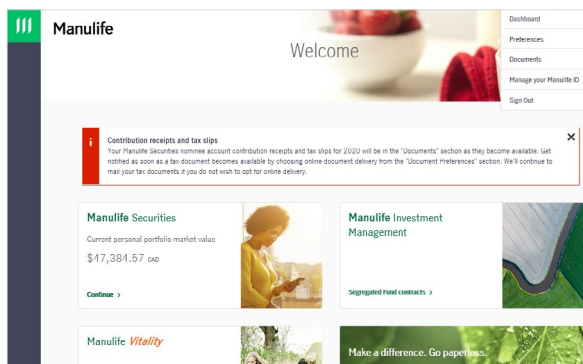 Manulife
Welcome
Dashboard
Preferences
Documents
Manage your Manulife ID
Sign Out
Contribution receipts and tax slips
Your Manulife Securities nominee account contribution receipts and tax slips for 2020 will be in the "Documents" section as they become available. Get
notified as soon as a tax document becomes available by choosing online document delivery from the "Document Preferences" section. We'll continue to
mail your tax documents if you do not wish to opt for online delivery.
Manulife Securities
Current personal portfolio market value
$47,384.57 CAD
Continue >
Manulife Investment
Management
Segregated Fund contracts >
Manulife Vitality
Make a difference. Go paperless.